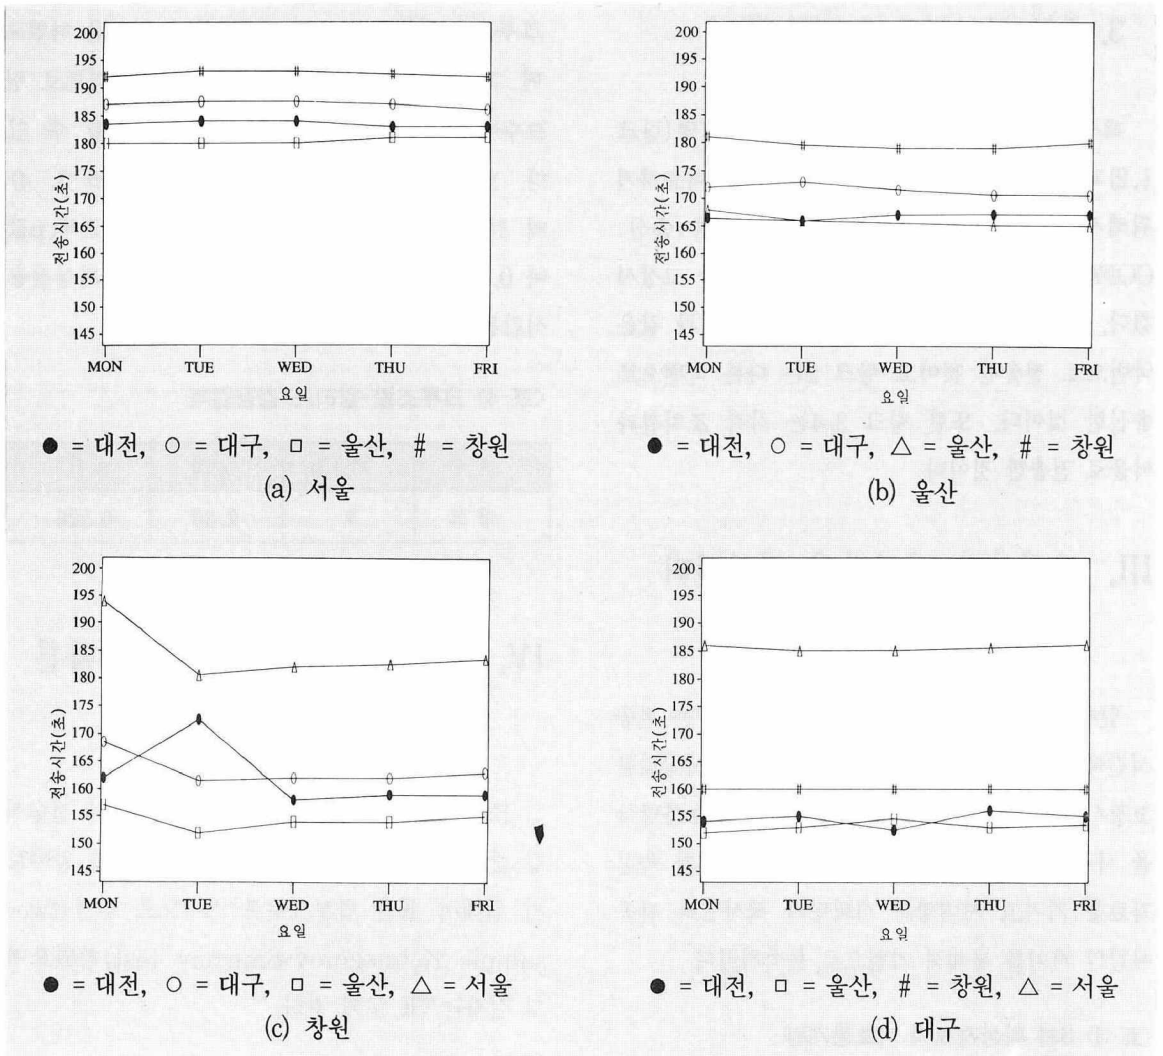 200
195
190
185
180
175
170
165
160
155
150
145
전송시간(초)
MON TUE WED THU FRI
요일
● = 대전, ○ = 대구, □ = 울산, # = 창원
(a) 서울
200
195
190
185
180
175
170
165
160
155
150
145
전송시간(초)
MON TUE WED THU FRI
요일
● = 대전, ○ = 대구, △ = 울산, # = 창원
(b) 울산
200
195
190
185
180
175
170
165
160
155
150
145
전송시간(초)
MON TUE WED THU FRI
요일
● = 대전, ○ = 대구, □ = 울산, △ = 서울
(c) 창원
200
195
190
185
180
175
170
165
160
155
150
145
전송시간(초)
MON TUE WED THU FRI
요일
● = 대전, □ = 울산, # = 창원, △ = 서울
(d) 대구